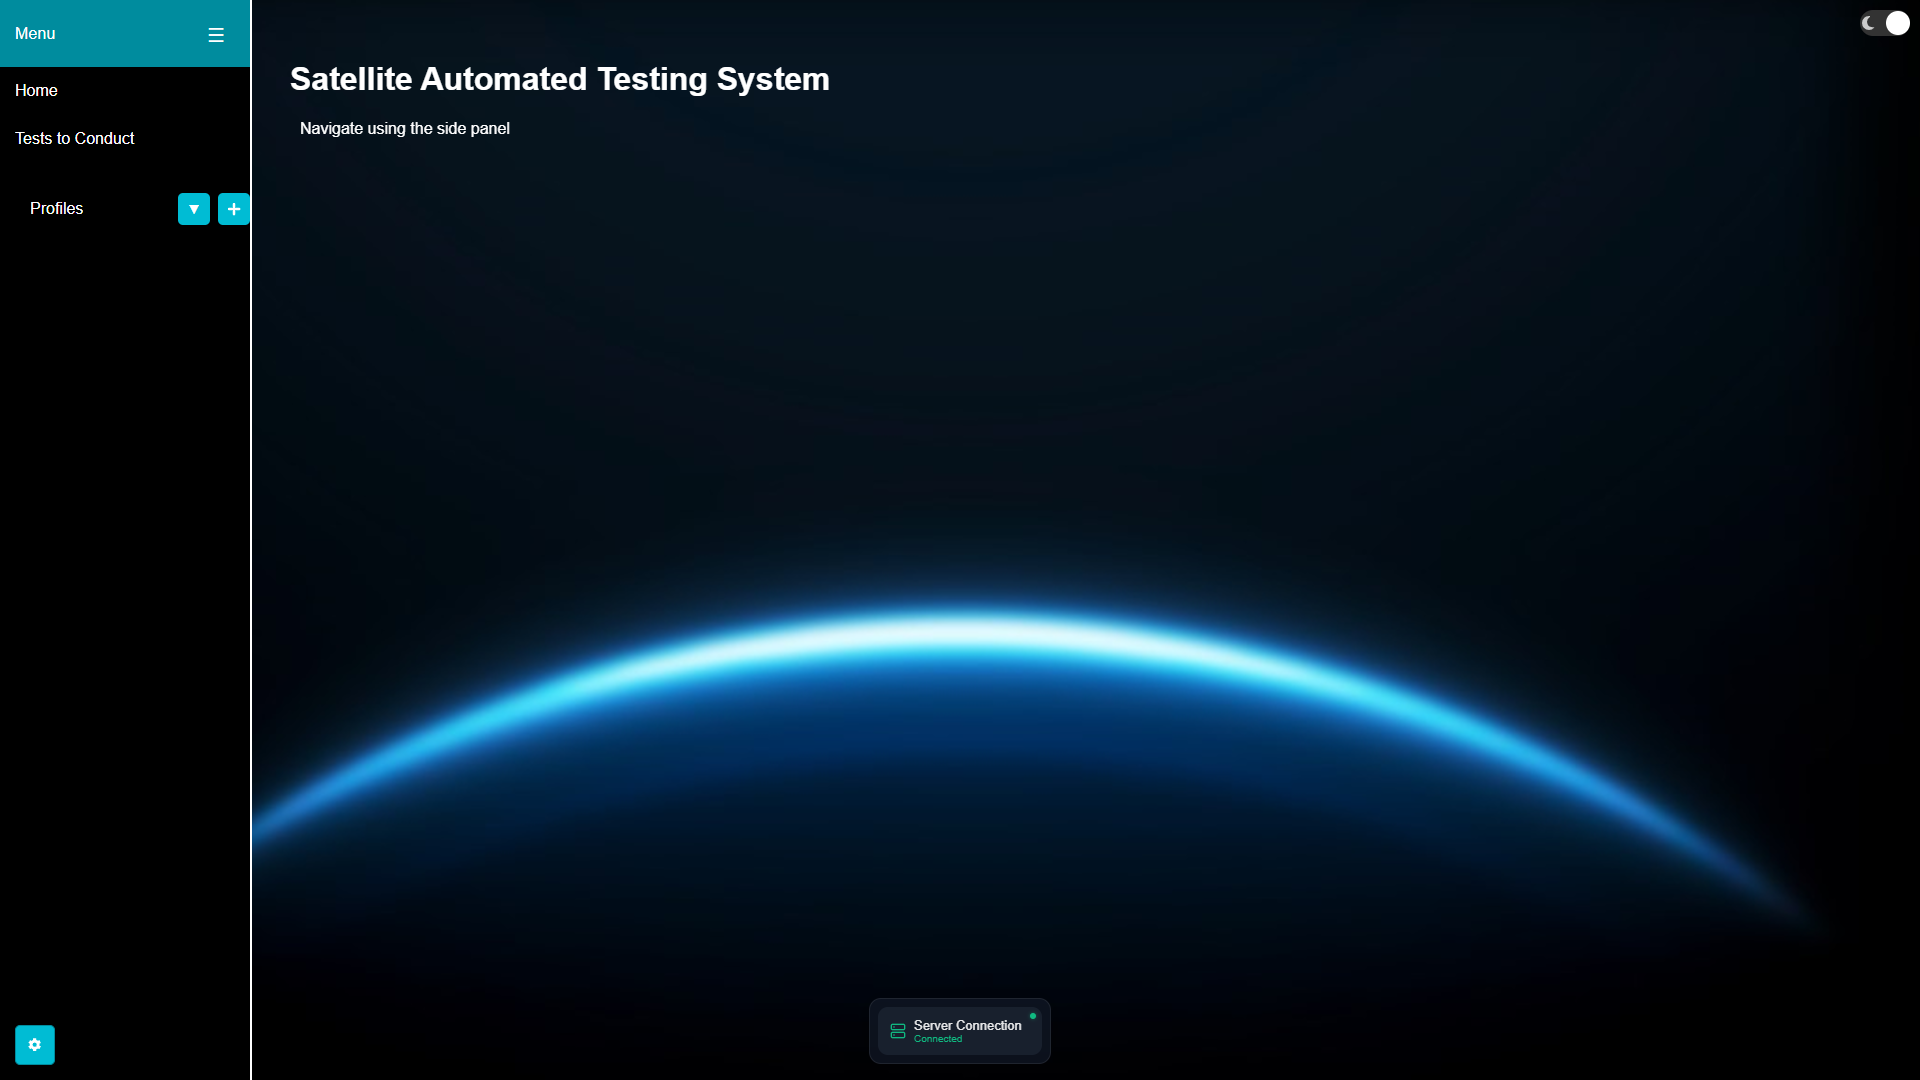 Menu
Home
Tests to Conduct
Profiles
Satellite Automated Testing System
Navigate using the side panel
Server Connection
Connected